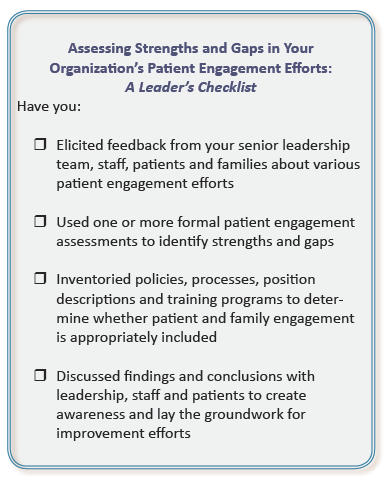 Assessing Strengths and Gaps in Your
Organization's Patient Engagement Efforts:
A Leader's Checklist
Have you:
❒ Elicited feedback from your senior leadership
team, staff, patients and families about various
patient engagement efforts
❒ Used one or more formal patient engagement
assessments to identify strengths and gaps
❒ Inventoried policies, processes, position
descriptions and training programs to deter-
mine whether patient and family engagement
is appropriately included
❒ Discussed findings and conclusions with
leadership, staff and patients to create
awareness and lay the groundwork for
improvement efforts